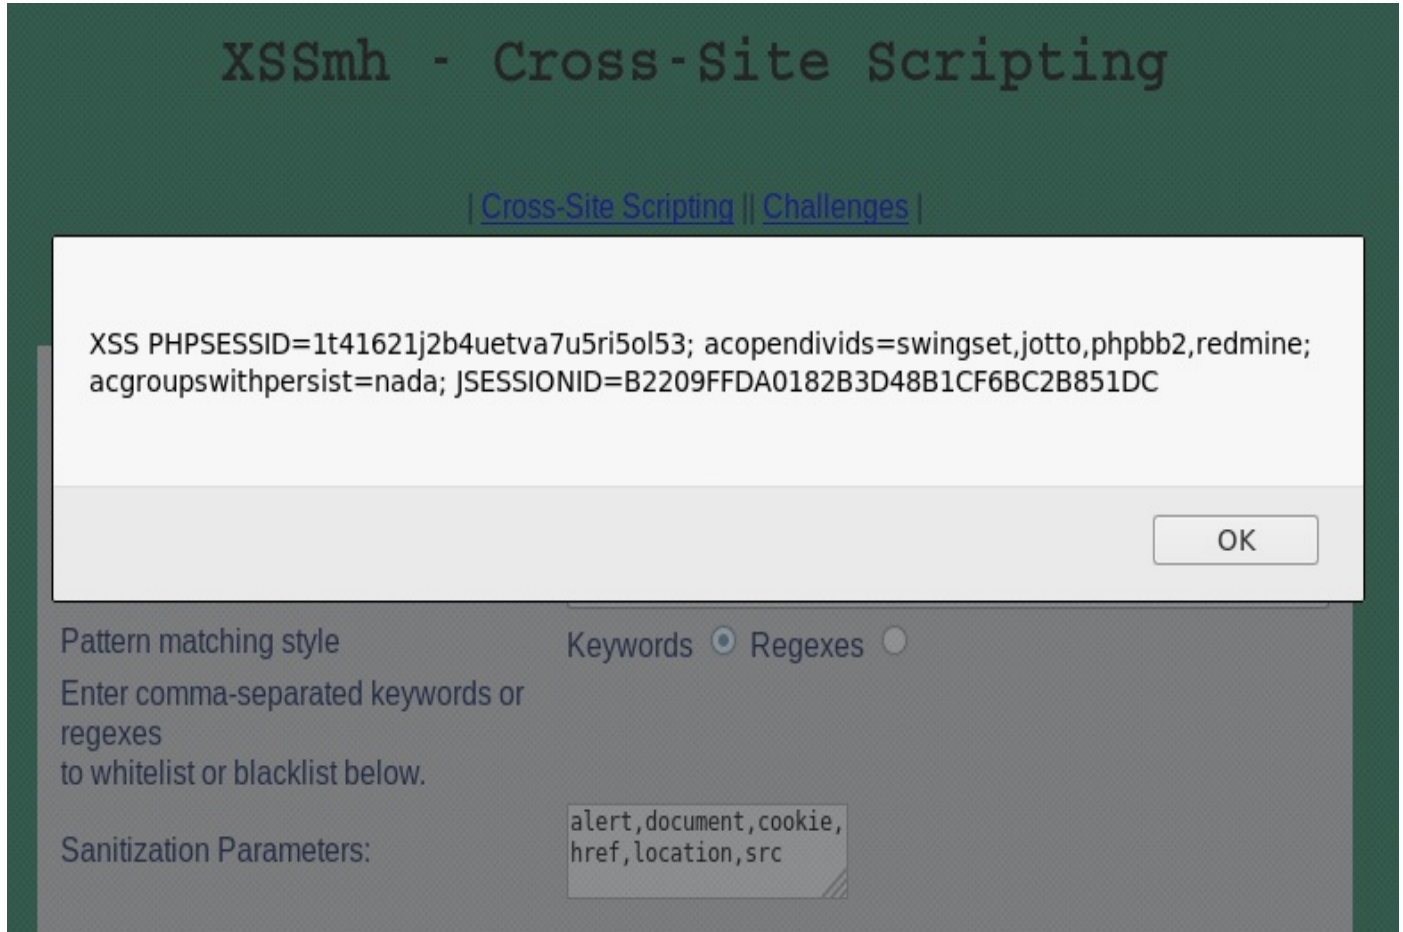 XSSmh - Cross-Site Scripting
| Cross-Site Scripting || Challenges |
XSS PHPSESSID=1t41621j2b4uetva7u5ri5ol53; acopendivids=swingset,jotto,phpbb2,redmine;
acgroupswithpersist=nada; JSESSIONID=B2209FFDA0182B3D48B1CF6BC2B851DC
OK
Pattern matching style
Keywords Regexes
Enter comma-separated keywords or
regexes
to whitelist or blacklist below.
Sanitization Parameters:
alert,document,cookie,
href,location,src